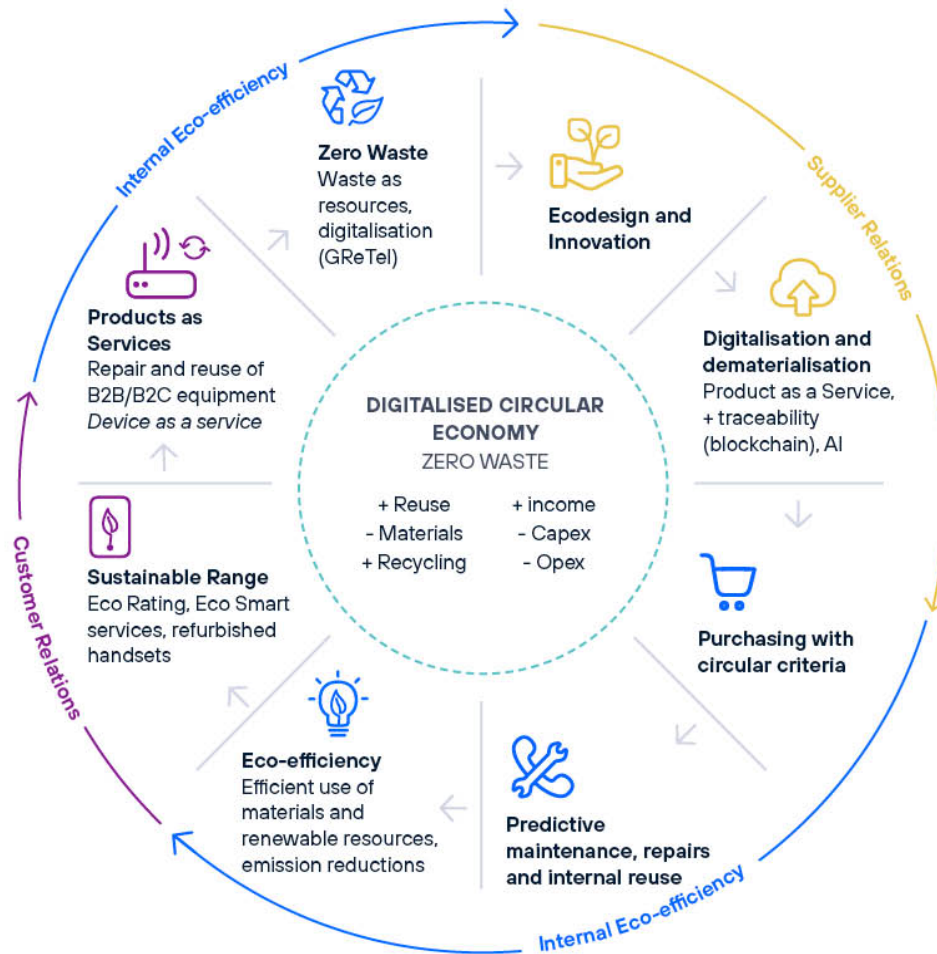 Internal Eco-efficiency
Supplier Relations
Zero Waste
Waste as
resources,
digitalisation
(GReTel)
Ecodesign and
Innovation
Digitalisation and
dematerialisation
Product as a Service,
+ traceability
(blockchain), AI
Purchasing with
circular criteria
Predictive
maintenance, repairs
and internal reuse
Internal Eco-efficiency
Eco-efficiency
Efficient use of
materials and
renewable resources,
emission reductions
Customer Relations
Sustainable Range
Eco Rating, Eco Smart
services, refurbished
handsets
Products as
Services
Repair and reuse of
B2B/B2C equipment
Device as a service
DIGITALISED CIRCULAR
ECONOMY
ZERO WASTE
+ Reuse
- Materials
+ Recycling
+ income
- Capex
- Opex